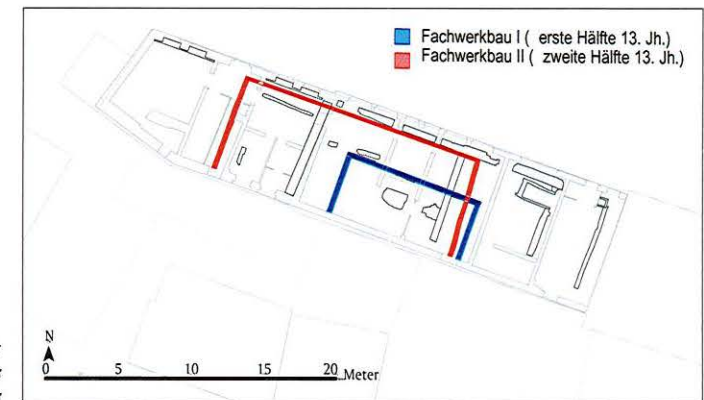 Fachwerkbau I ( erste Hälfte 13. Jh.)
Fachwerkbau II ( zweite Hälfte 13. Jh.)
N
0 5 10 15 20 Meter